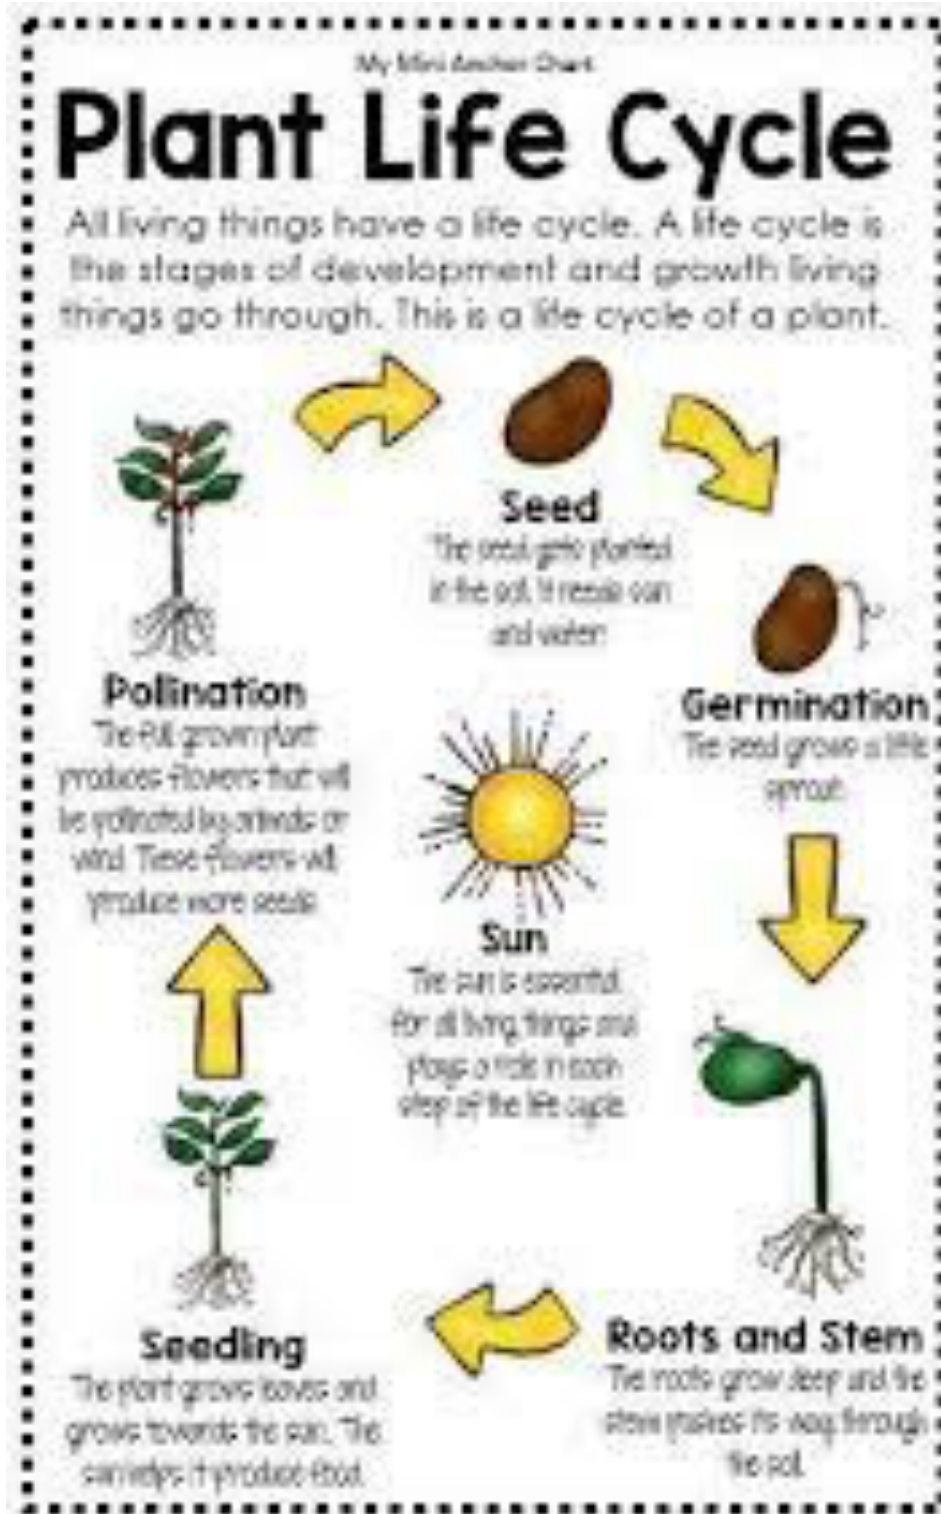 My Mini Anchor Chart
Plant Life Cycle
All living things have a life cycle. A life cycle is
the stages of development and growth living
things go through. This is a life cycle of a plant.
Seed
The seed gets planted
in the soil. It needs sun
and water.
Germination
The seed grows a little
sprout.
Pollination
The full grown plant
produces flowers that will
be pollinated by animals or
wind. These flowers will
produce more seeds.
Sun
The sun is essential
for all living things and
plays a role in each
step of the life cycle.
Roots and Stem
The roots grow deep and the
stem pushes its way through
the soil.
Seedling
The plant grows leaves and
grows towards the sun. The
sun helps it produce food.